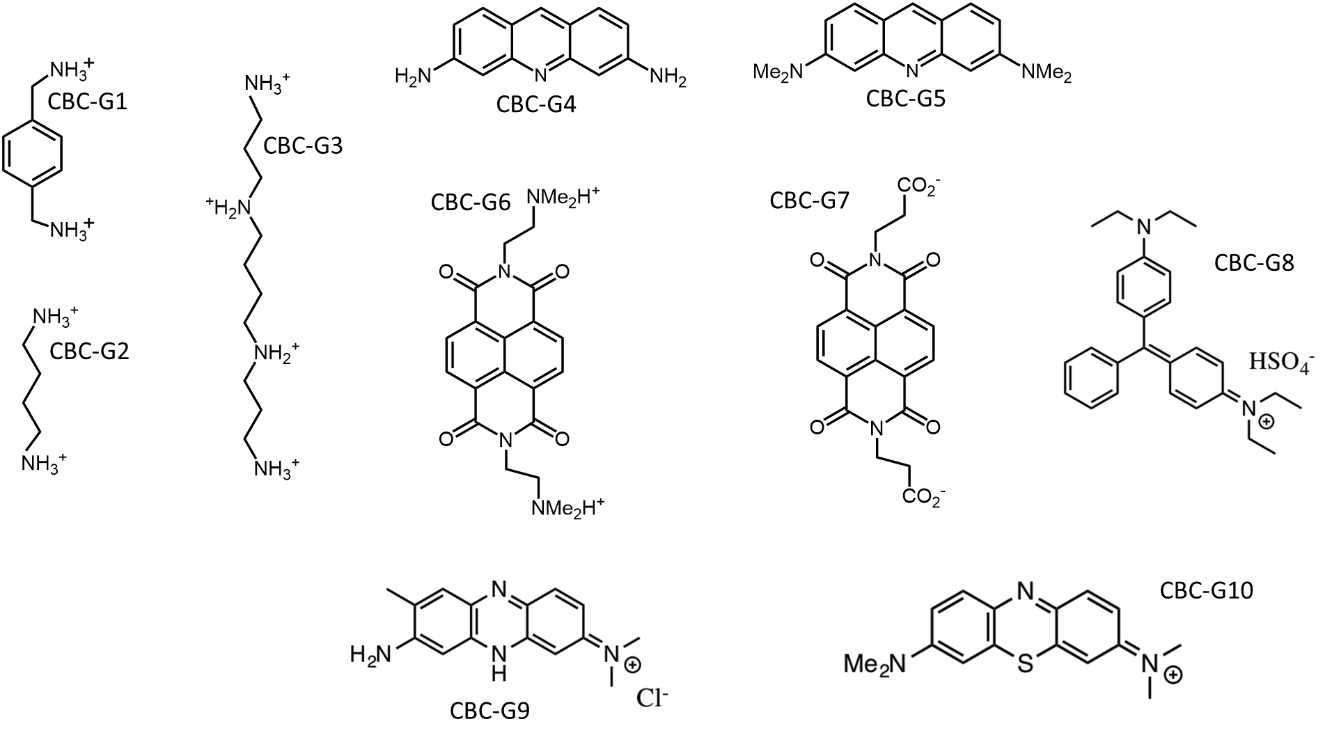 NH3+
CBC-G1
NH3+
NH3+
CBC-G2
NH3+
NH3+
CBC-G3
+H2N
NH2+
NH3+
H2N
N
NH2
CBC-G4
Me2N
N
NMe2
CBC-G5
CBC-G6
NMe2H+
O
N
O
O
N
O
NMe2H+
CBC-G7
CO2-
O
N
O
O
N
O
CO2-
N
CBC-G8
HSO4-
N
+
N
H2N
N
H
N
+
Cl-
CBC-G9
CBC-G10
N
Me2N
S
N
+